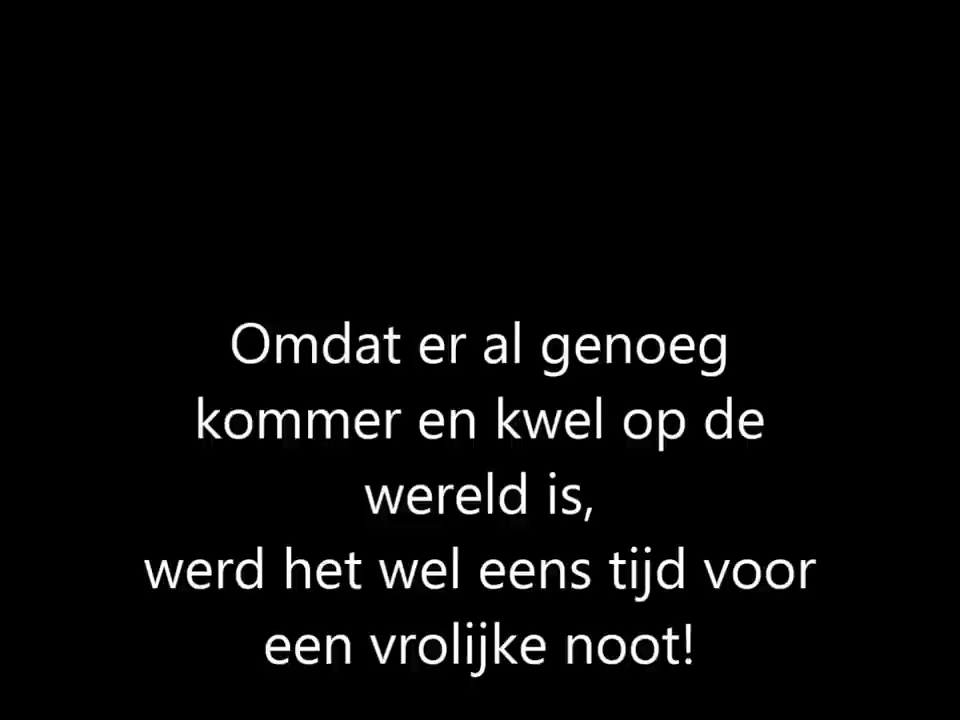 Omdat er al genoeg
kommer en kwel op de
wereld is,
werd het wel eens tijd voor
een vrolijke noot!